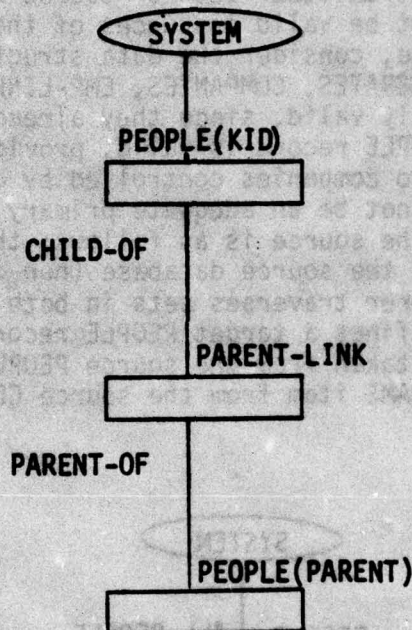 SYSTEM
PEOPLE(KID)
CHILD-OF
PARENT-LINK
PARENT-OF
PEOPLE(PARENT)